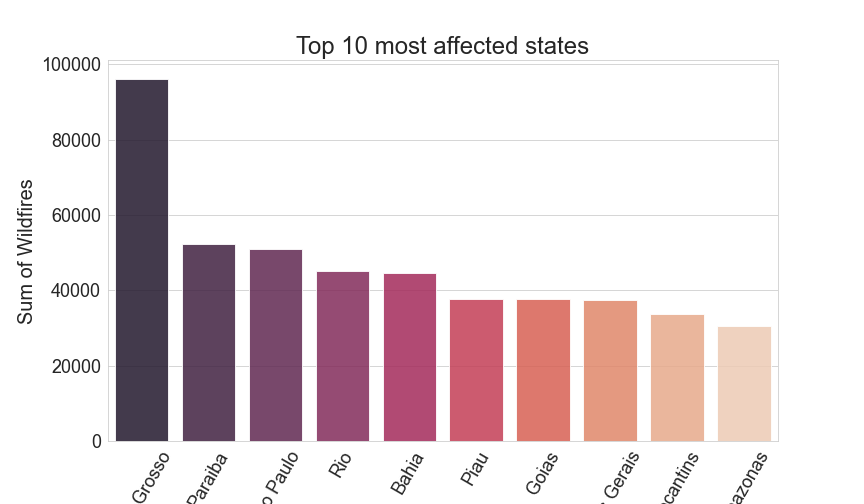 Top 10 most affected states
Sum of Wildfires
100000
80000
60000
40000
20000
0
Grosso
Paraiba
o Paulo
Rio
Bahia
Piau
Goias
Gerais
cantins
azonas